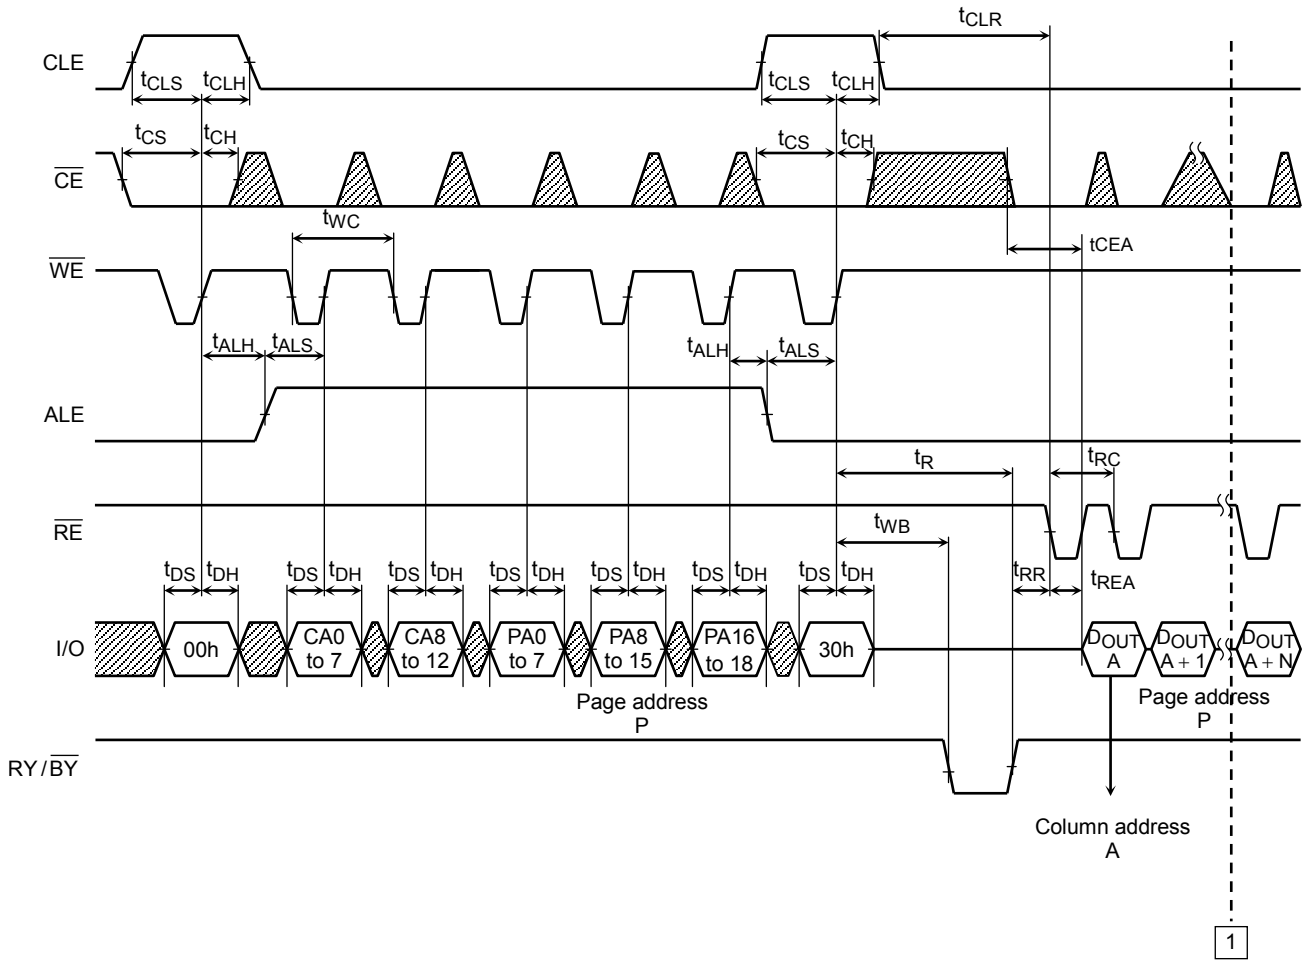 tCLR
CLE
tCLS tCLH tCLS tCLH
tCS tCH tCS tCH
CE
tWC
tCEA
WE
tALH tALS tALH tALS
ALE
tR tRC
RE
tWB
tDS tDH tDS tDH tDS tDH tDS tDH tDS tDH tDS tDH tDS tDH tRR tREA
I/O
00h
CA0
to 7
CA8
to 12
PA0
to 7
PA8
to 15
PA16
to 18
30h
DOUT
A
DOUT
A + 1
DOUT
A + N
Page address
P
Page address
P
RY/BY
Column address
A
1